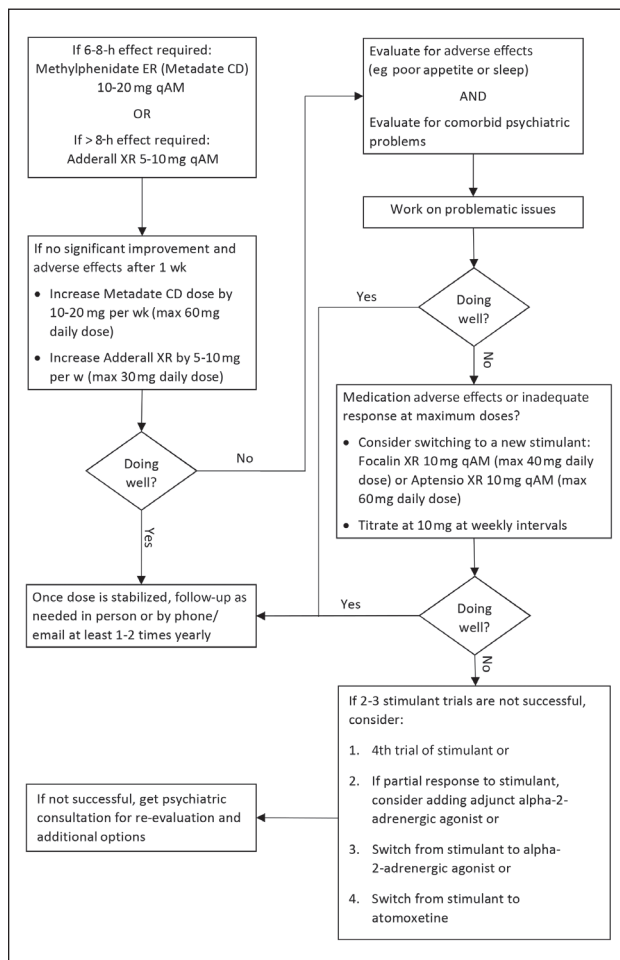 If 6-8-h effect required:
Methylphenidate ER (Metadate CD)
10-20 mg qAM
OR
If > 8-h effect required:
Adderall XR 5-10 mg qAM
If no significant improvement and
adverse effects after 1 wk
• Increase Metadate CD dose by
10-20 mg per wk (max 60 mg
daily dose)
• Increase Adderall XR by 5-10 mg
per w (max 30 mg daily dose)
Doing
well?
No
Yes
Once dose is stabilized, follow-up as
needed in person or by phone/
email at least 1-2 times yearly
Evaluate for adverse effects
(eg poor appetite or sleep)
AND
Evaluate for comorbid psychiatric
problems
Work on problematic issues
Doing
well?
Yes
No
Medication adverse effects or inadequate
response at maximum doses?
• Consider switching to a new stimulant:
Focalin XR 10 mg qAM (max 40 mg daily
dose) or Aptensio XR 10 mg qAM (max
60 mg daily dose)
• Titrate at 10 mg at weekly intervals
Doing
well?
Yes
No
If 2-3 stimulant trials are not successful,
consider:
1. 4th trial of stimulant or
2. If partial response to stimulant,
consider adding adjunct alpha-2-
adrenergic agonist or
3. Switch from stimulant to alpha-
2-adrenergic agonist or
4. Switch from stimulant to
atomoxetine
If not successful, get psychiatric
consultation for re-evaluation and
additional options